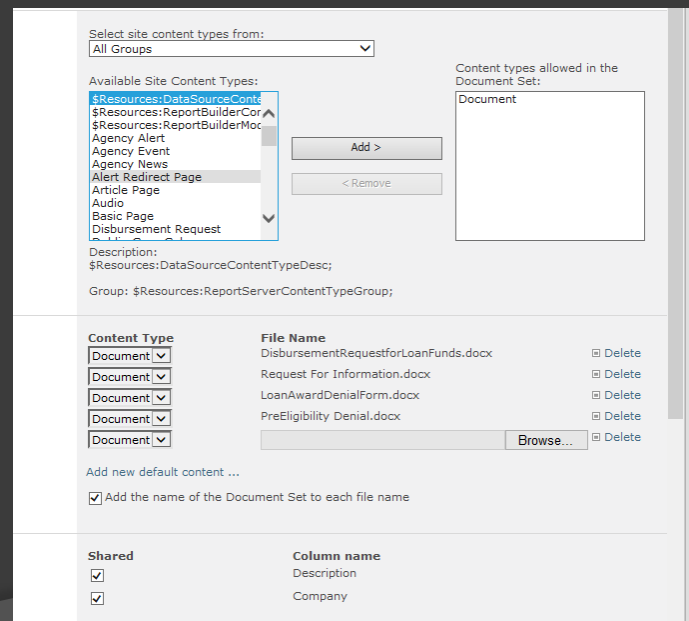 Select site content types from:
All Groups
Available Site Content Types:
$Resources:DataSourceConte
$Resources:ReportBuilderCor
$Resources:ReportBuilderMod
Agency Alert
Agency Event
Agency News
Alert Redirect Page
Article Page
Audio
Basic Page
Disbursement Request
Add >
< Remove
Content types allowed in the
Document Set:
Document
Description:
$Resources:DataSourceContentTypeDesc;
Group: $Resources:ReportServerContentTypeGroup;
Content Type File Name
Document DisbursementRequestforLoanFunds.docx Delete
Document Request For Information.docx Delete
Document LoanAwardDenialForm.docx Delete
Document PreEligibility Denial.docx Delete
Document Browse... Delete
Add new default content ...
Add the name of the Document Set to each file name
Shared Column name
Description
Company